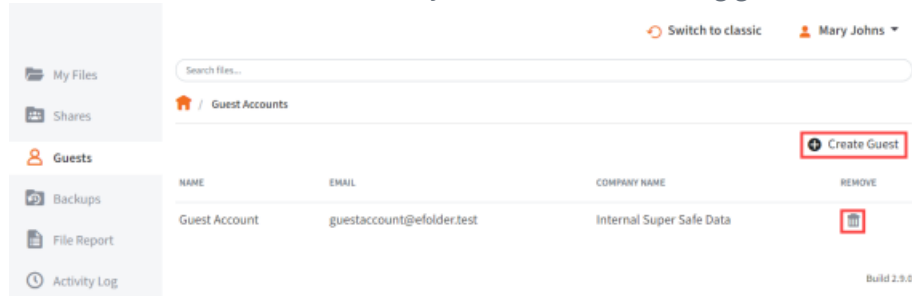 Switch to classic
Mary Johns
My Files
Search files...
/ Guest Accounts
Shares
Guests
Create Guest
NAME EMAIL COMPANY NAME REMOVE
Backups
Guest Account guestaccount@efolder.test Internal Super Safe Data
File Report
Activity Log
Build 2.9.0